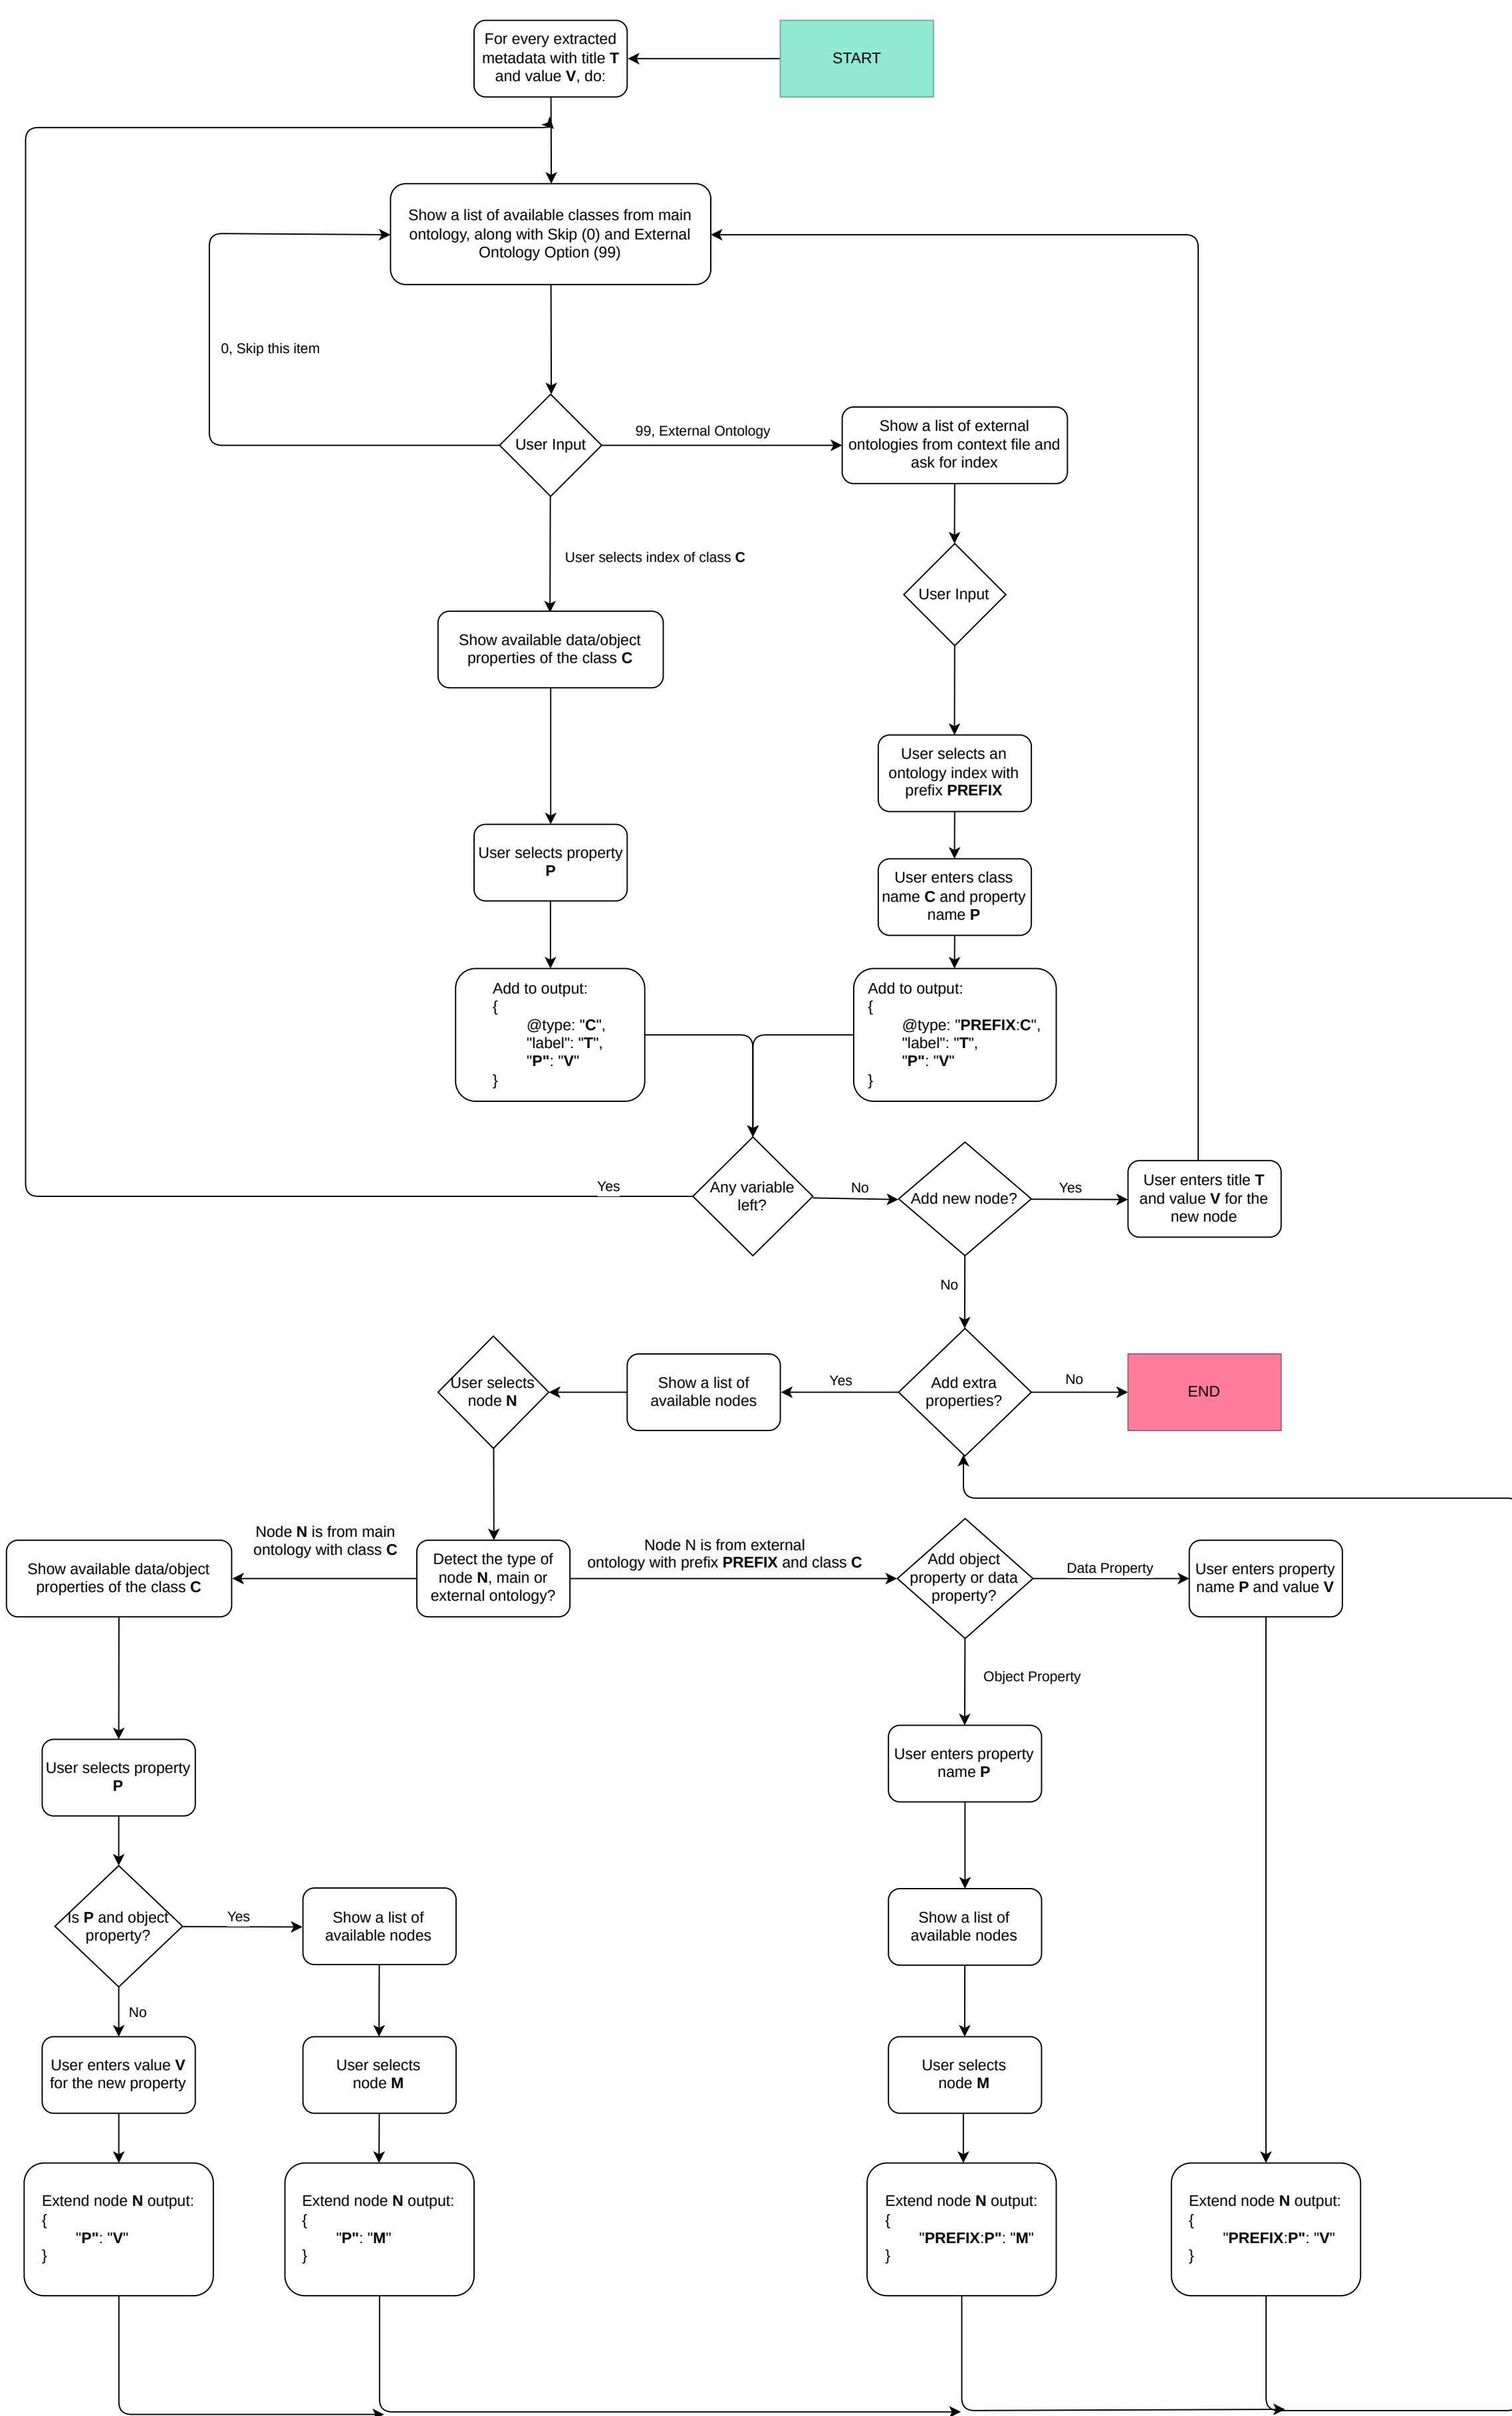 For every extracted
metadata with title T
and value V, do:
START
Show a list of available classes from main
ontology, along with Skip (0) and External
Ontology Option (99)
0, Skip this item
User Input
99, External Ontology
Show a list of external
ontologies from context file and
ask for index
User selects index of class C
User Input
Show available data/object
properties of the class C
User selects an
ontology index with
prefix PREFIX
User selects property
P
User enters class
name C and property
name P
Add to output:
{
@type: "C",
"label": "T",
"P": "V"
}
Add to output:
{
@type: "PREFIX:C",
"label": "T",
"P": "V"
}
Yes
Any variable
left?
No
Add new node?
Yes
User enters title T
and value V for the
new node
No
User selects
node N
Show a list of
available nodes
Yes
Add extra
properties?
No
END
Show available data/object
properties of the class C
Node N is from main
ontology with class C
Detect the type of
node N, main or
external ontology?
Node N is from external
ontology with prefix PREFIX and class C
Add object
property or data
property?
Data Property
User enters property
name P and value V
Object Property
User selects property
P
User enters property
name P
Is P and object
property?
Yes
Show a list of
available nodes
Show a list of
available nodes
No
User enters value V
for the new property
User selects
node M
User selects
node M
Extend node N output:
{
"P": "V"
}
Extend node N output:
{
"P": "M"
}
Extend node N output:
{
"PREFIX:P": "M"
}
Extend node N output:
{
"PREFIX:P": "V"
}